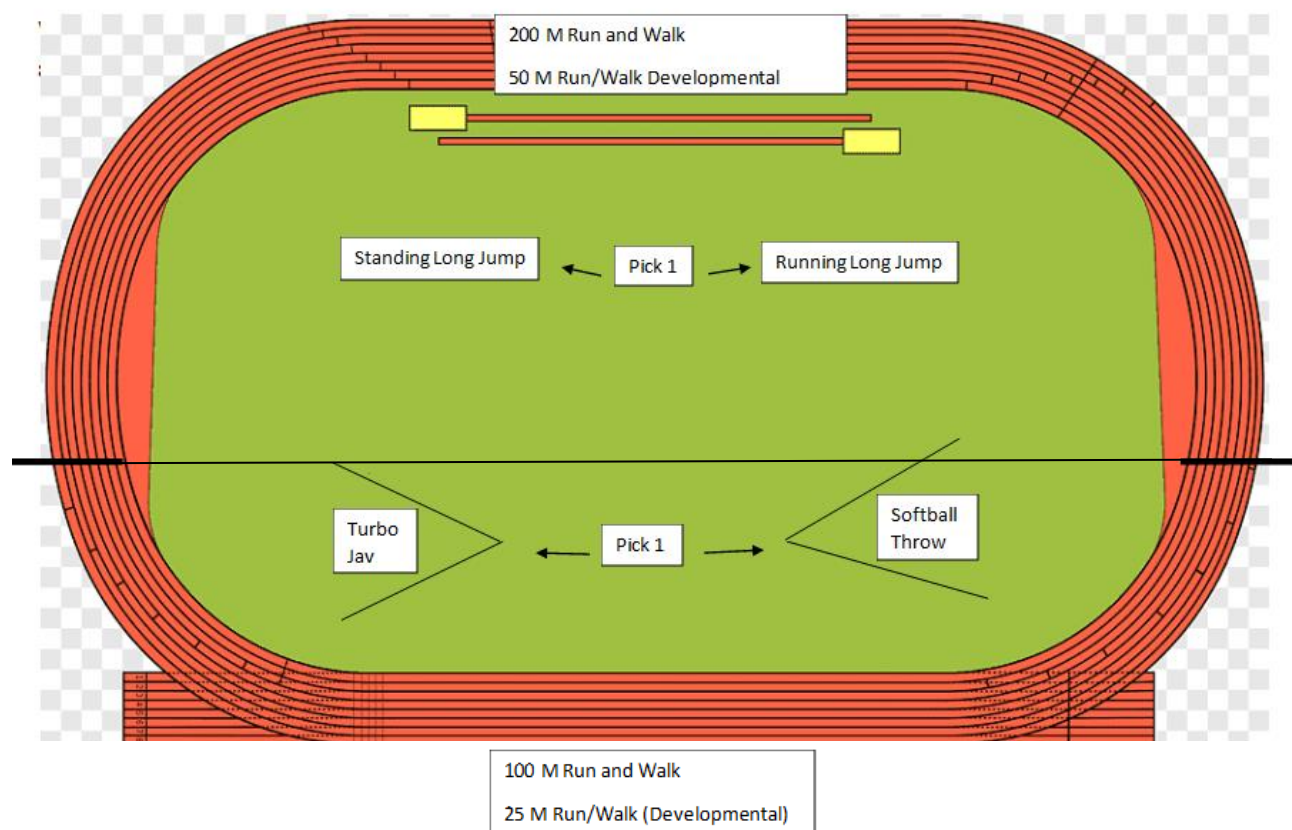 200 M Run and Walk
50 M Run/Walk Developmental
Standing Long Jump
Pick 1
Running Long Jump
Turbo
Jav
Pick 1
Softball
Throw
100 M Run and Walk
25 M Run/Walk (Developmental)